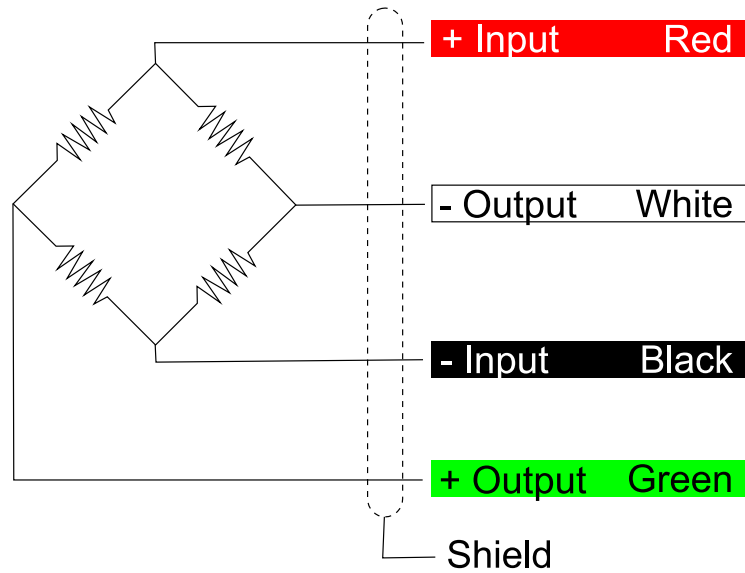 + Input Red
- Output White
- Input Black
+ Output Green
Shield